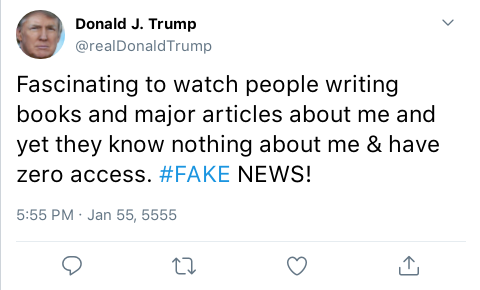 Donald J. Trump
@realDonaldTrump
Fascinating to watch people writing
books and major articles about me and
yet they know nothing about me & have
zero access. #FAKE NEWS!
5:55 PM · Jan 55, 5555